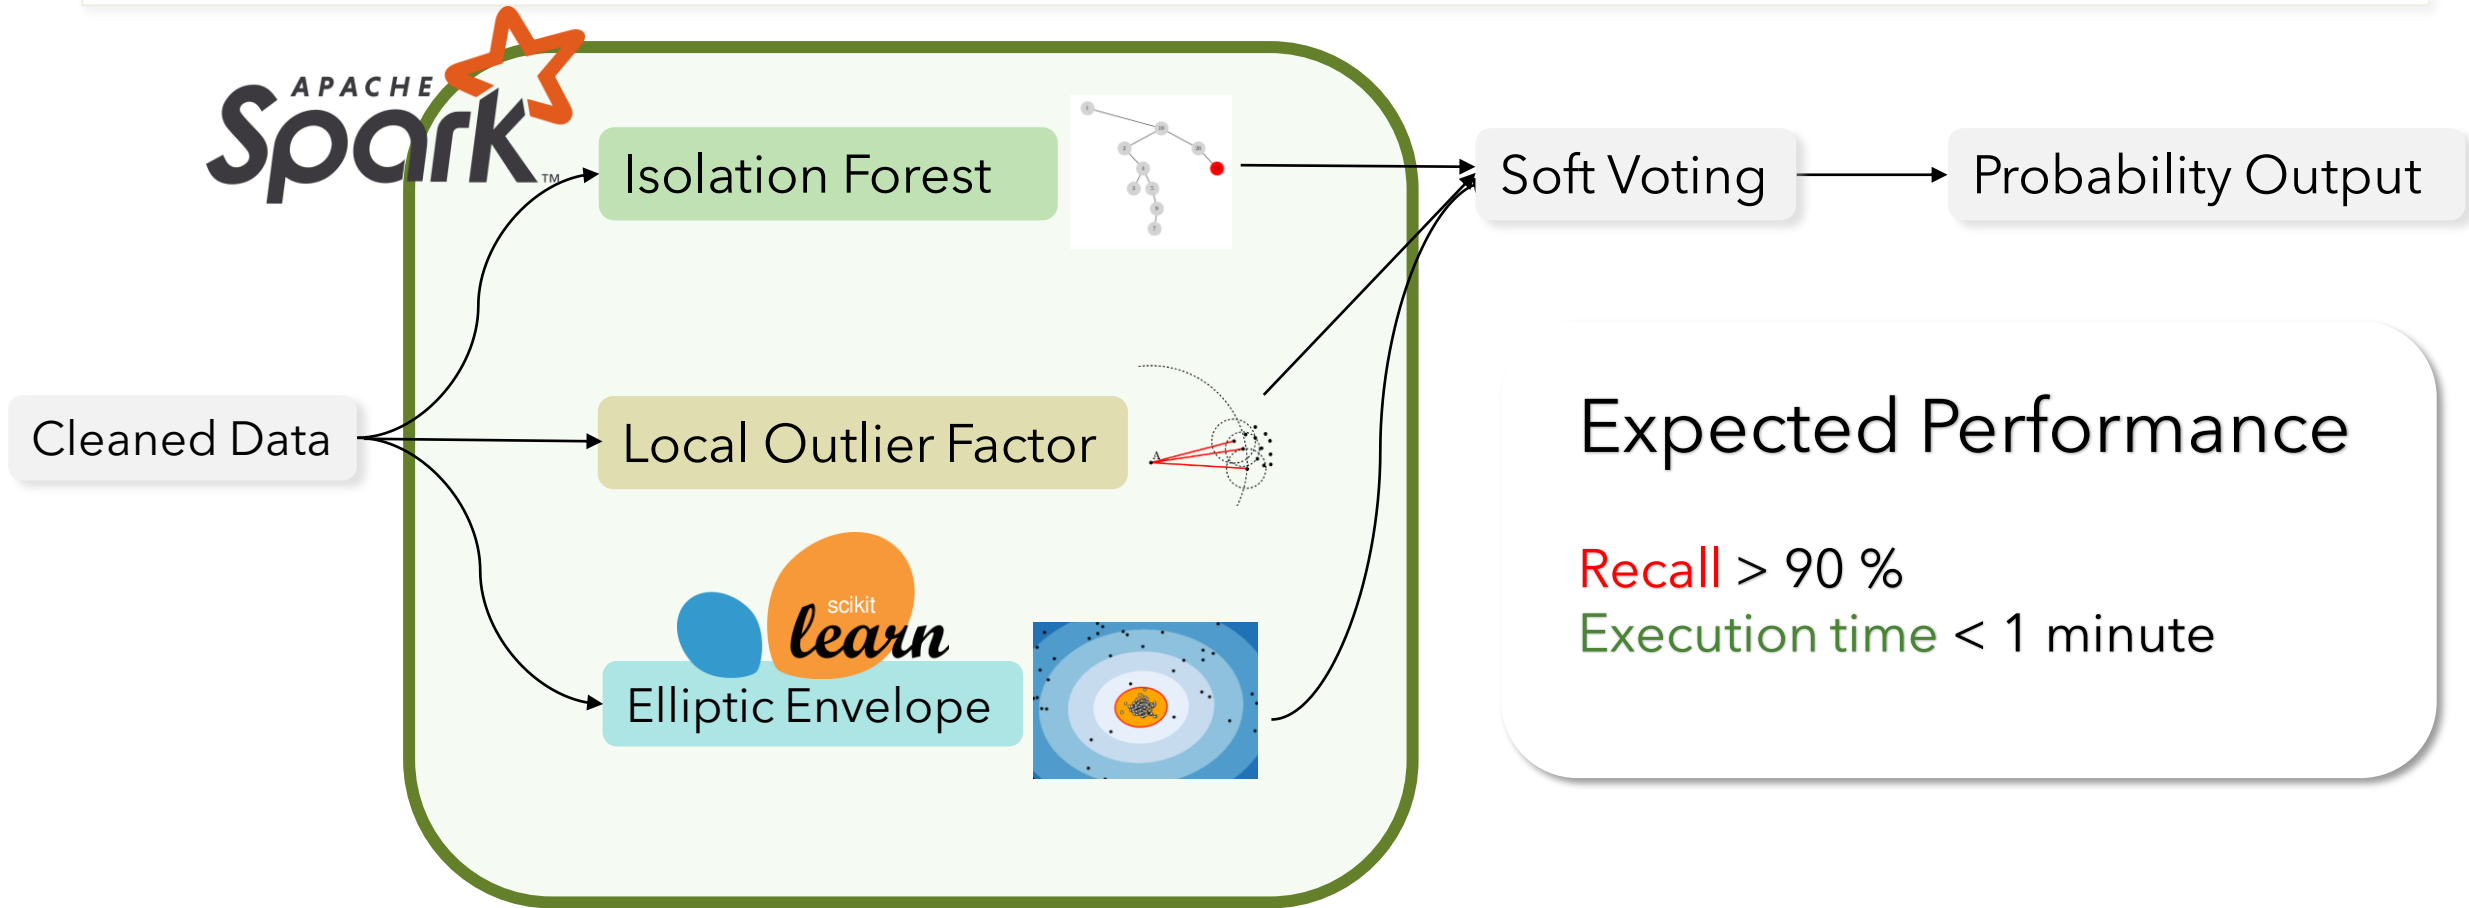 APACHE
Spark™
Isolation Forest
Soft Voting
Probability Output
Cleaned Data
Local Outlier Factor
A
Expected Performance
Recall > 90 %
Execution time < 1 minute
scikit
learn
Elliptic Envelope